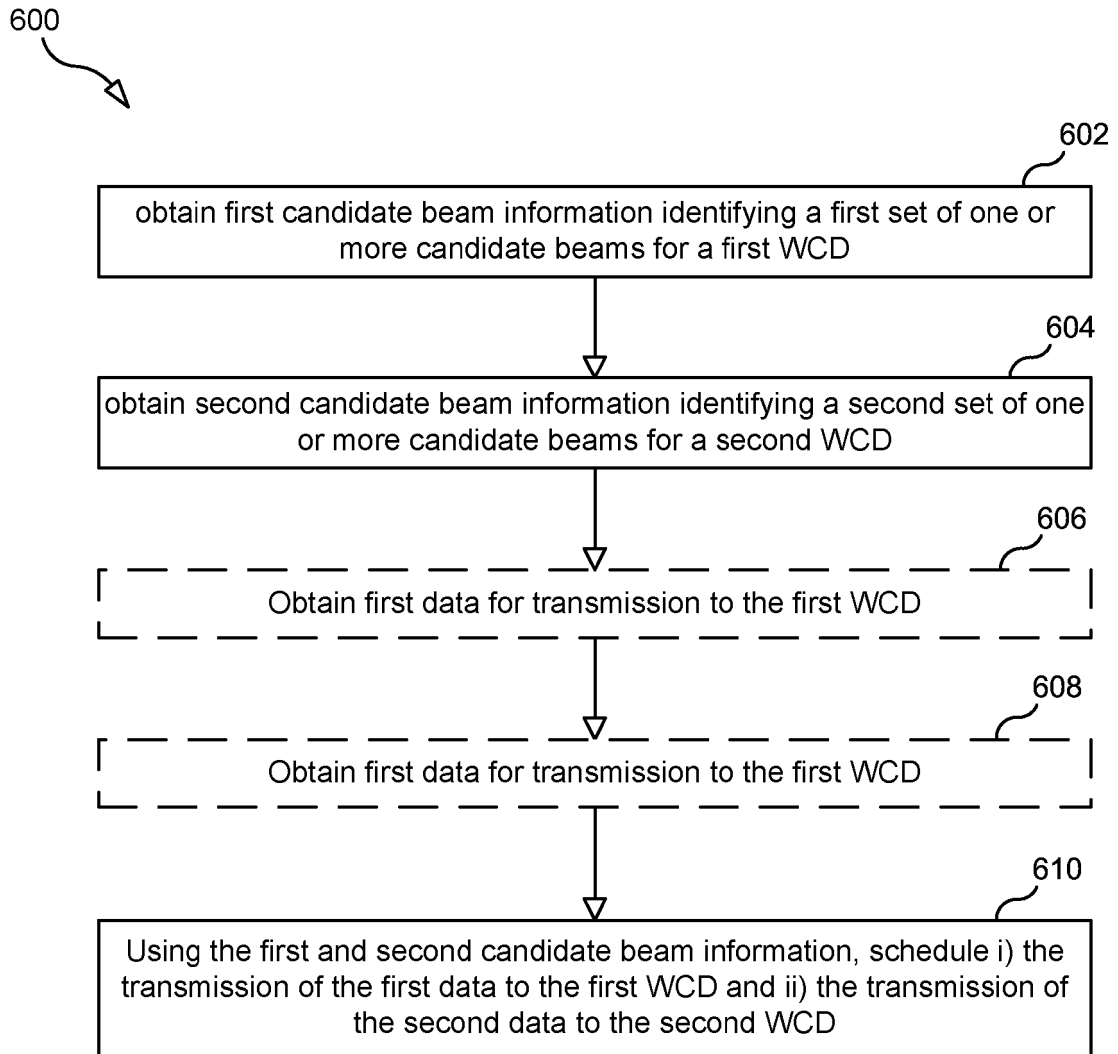 600
602
obtain first candidate beam information identifying a first set of one or
more candidate beams for a first WCD
604
obtain second candidate beam information identifying a second set of one
or more candidate beams for a second WCD
606
Obtain first data for transmission to the first WCD
608
Obtain first data for transmission to the first WCD
610
Using the first and second candidate beam information, schedule i) the
transmission of the first data to the first WCD and ii) the transmission of
the second data to the second WCD